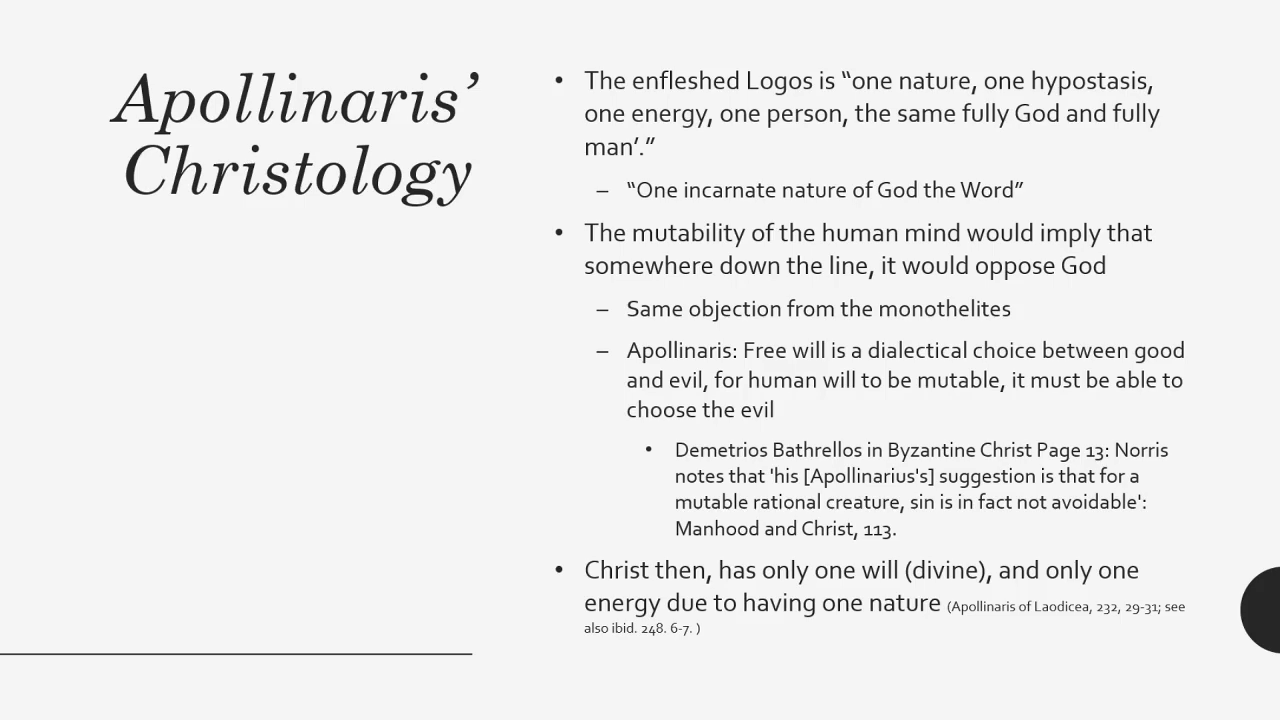 Apollinaris’
Christology
• The enfleshed Logos is “one nature, one hypostasis,
one energy, one person, the same fully God and fully
man’.”
– “One incarnate nature of God the Word”
• The mutability of the human mind would imply that
somewhere down the line, it would oppose God
– Same objection from the monothelites
– Apollinaris: Free will is a dialectical choice between good
and evil, for human will to be mutable, it must be able to
choose the evil
• Demetrios Bathrellos in Byzantine Christ Page 13: Norris
notes that 'his [Apollinarius's] suggestion is that for a
mutable rational creature, sin is in fact not avoidable':
Manhood and Christ, 113.
• Christ then, has only one will (divine), and only one
energy due to having one nature (Apollinaris of Laodicea, 232, 29-31; see
also ibid. 248. 6-7. )